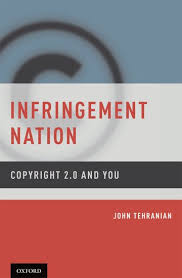 ©
INFRINGEMENT
NATION
COPYRIGHT 2.0 AND YOU
JOHN TEHRANIAN
OXFORD